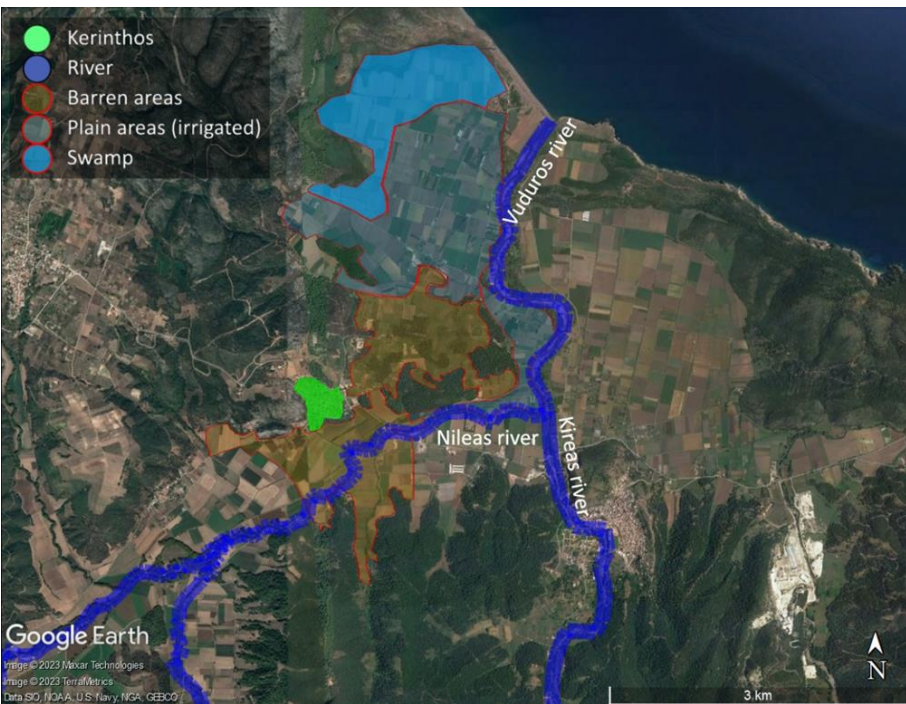 Kerinthos
River
Barren areas
Plain areas (irrigated)
Swamp
Vuduros river
Nileas river
Kireas river
Google Earth
Image © 2023 Maxar Technologies
Image © 2023 TerraMetrics
Data SIO, NOAA, U.S. Navy, NGA, GEBCO
N
3 km